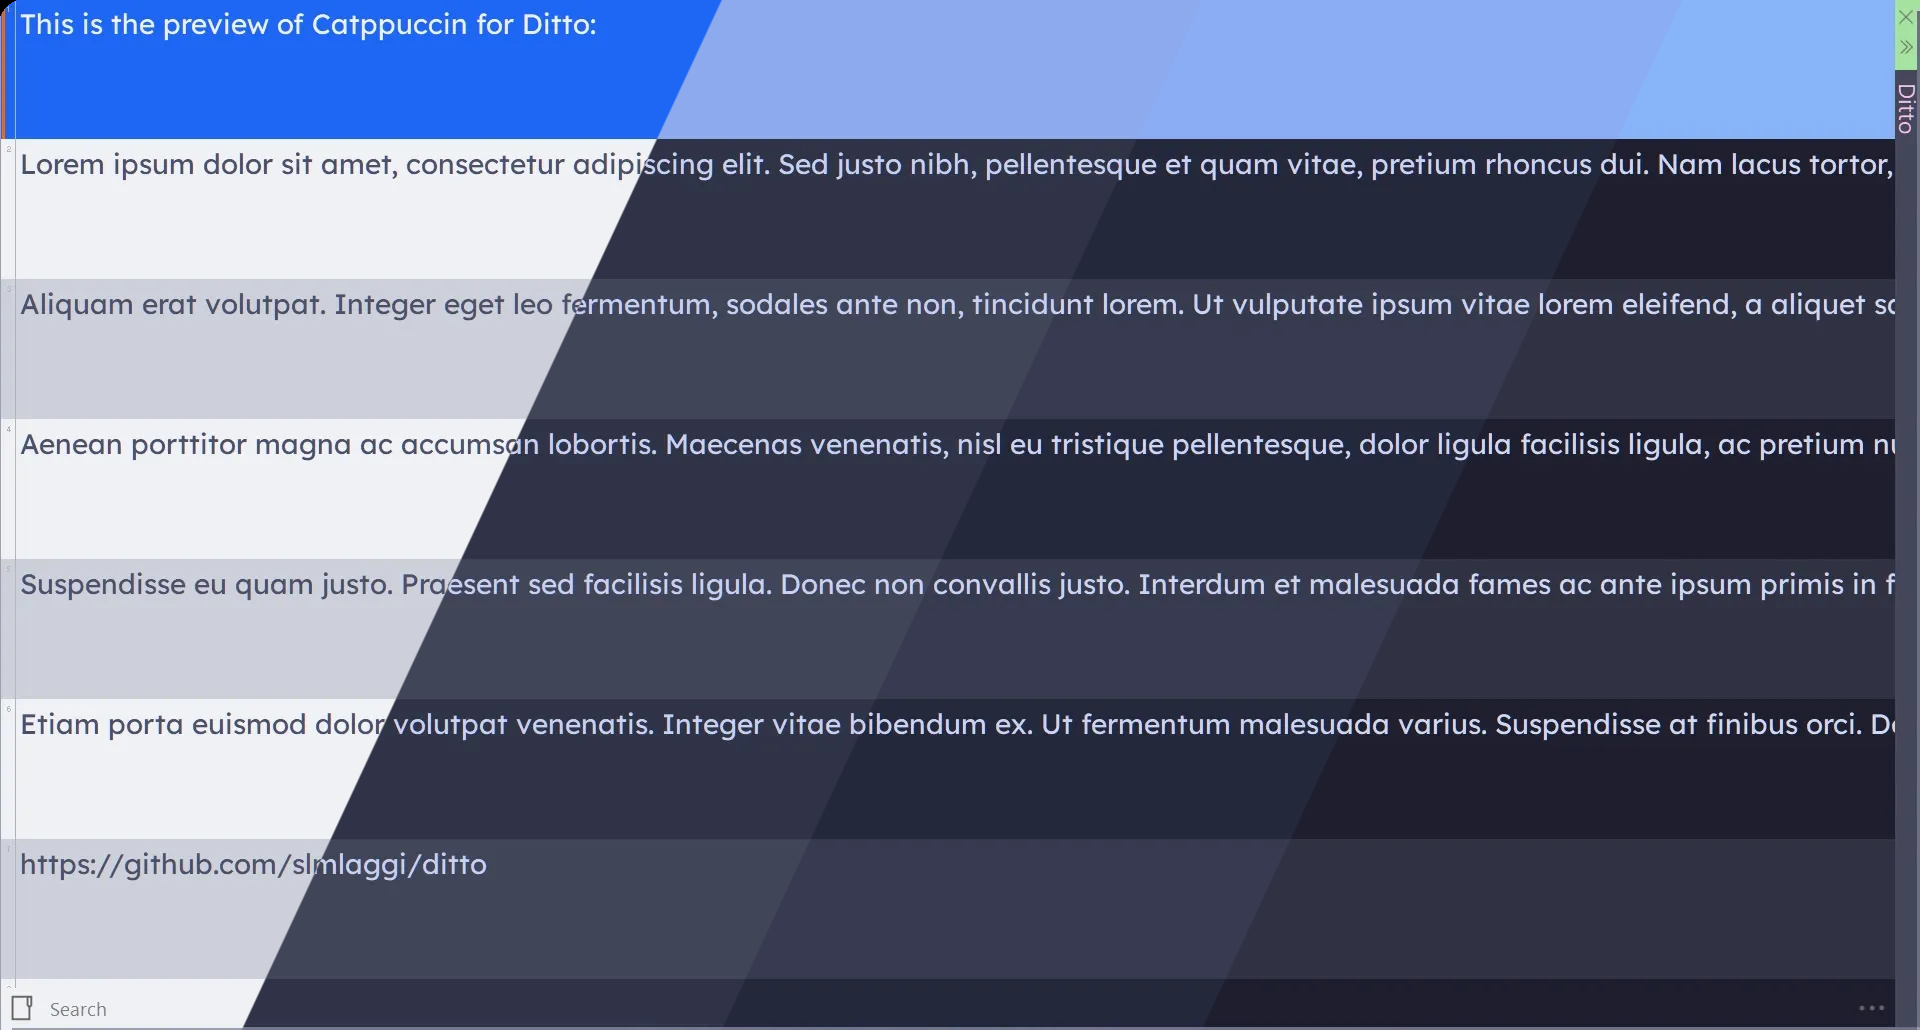 This is the preview of Catppuccin for Ditto:
Ditto
2
Lorem ipsum dolor sit amet, consectetur adipiscing elit. Sed justo nibh, pellentesque et quam vitae, pretium rhoncus dui. Nam lacus tortor,
3
Aliquam erat volutpat. Integer eget leo fermentum, sodales ante non, tincidunt lorem. Ut vulputate ipsum vitae lorem eleifend, a aliquet
4
Aenean porttitor magna ac accumsan lobortis. Maecenas venenatis, nisl eu tristique pellentesque, dolor ligula facilisis ligula, ac pretium
5
Suspendisse eu quam justo. Praesent sed facilisis ligula. Donec non convallis justo. Interdum et malesuada fames ac ante ipsum primis in
6
Etiam porta euismod dolor volutpat venenatis. Integer vitae bibendum ex. Ut fermentum malesuada varius. Suspendisse at finibus orci.
https://github.com/slmlaggi/ditto
Search